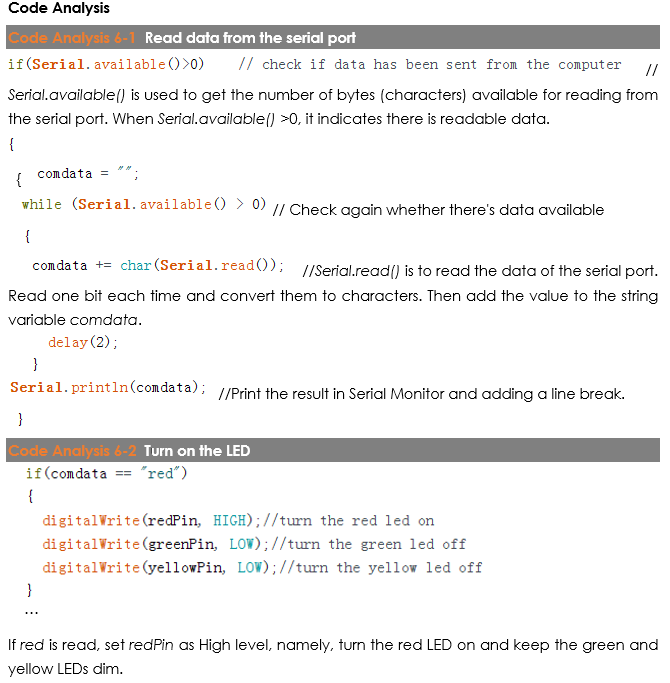 Code Analysis
Code Analysis 6-1 Read data from the serial port
if(Serial.available()>0)    // check if data has been sent from the computer    //
Serial.available() is used to get the number of bytes (characters) available for reading from
the serial port. When Serial.available() >0, it indicates there is readable data.
{
{ comdata = "";
while (Serial.available() > 0) // Check again whether there's data available
{
comdata += char(Serial.read());    //Serial.read() is to read the data of the serial port.
Read one bit each time and convert them to characters. Then add the value to the string
variable comdata.
delay(2);
}
Serial.println(comdata);  //Print the result in Serial Monitor and adding a line break.
}
Code Analysis 6-2 Turn on the LED
if(comdata == "red")
{
digitalWrite(redPin, HIGH);//turn the red led on
digitalWrite(greenPin, LOW);//turn the green led off
digitalWrite(yellowPin, LOW);//turn the yellow led off
}
...
If red is read, set redPin as High level, namely, turn the red LED on and keep the green and
yellow LEDs dim.